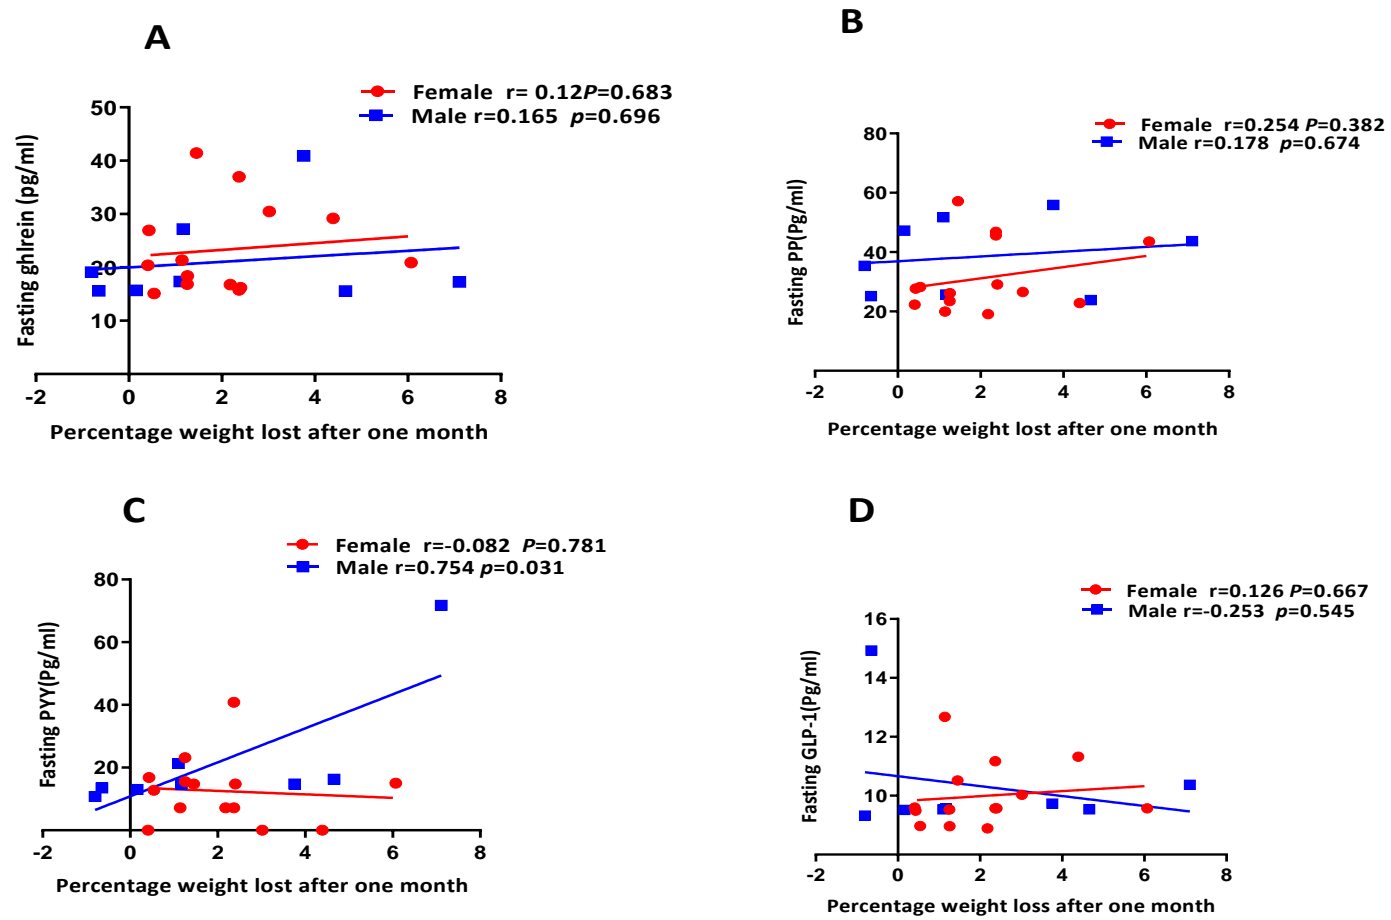 A
Female r= 0.12P=0.683
Male r=0.165 p=0.696
Fasting ghlrein (pg/ml)
50
40
30
20
10
-2 0 2 4 6 8
Percentage weight lost after one month
B
Female r=0.254 P=0.382
Male r=0.178 p=0.674
Fasting PP(Pg/ml)
80
60
40
20
-2 0 2 4 6 8
Percentage weight lost after one month
C
Female r=-0.082 P=0.781
Male r=0.754 p=0.031
Fasting PYY(Pg/ml)
80
60
40
20
-2 0 2 4 6 8
Percentage weight lost after one month
D
Female r=0.126 P=0.667
Male r=-0.253 p=0.545
Fasting GLP-1(Pg/ml)
16
14
12
10
-2 0 2 4 6 8
Percentage weight loss after one month